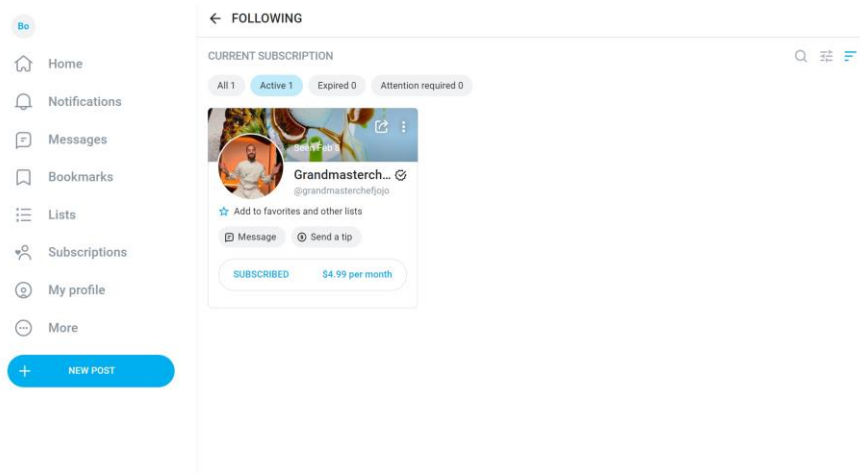 Bo
Home
Notifications
Messages
Bookmarks
Lists
Subscriptions
My profile
More
NEW POST
FOLLOWING
CURRENT SUBSCRIPTION
All 1 Active 1 Expired 0 Attention required 0
Seen Feb 5
Grandmasterch...
@grandmasterchefjojo
Add to favorites and other lists
Message Send a tip
SUBSCRIBED $4.99 per month